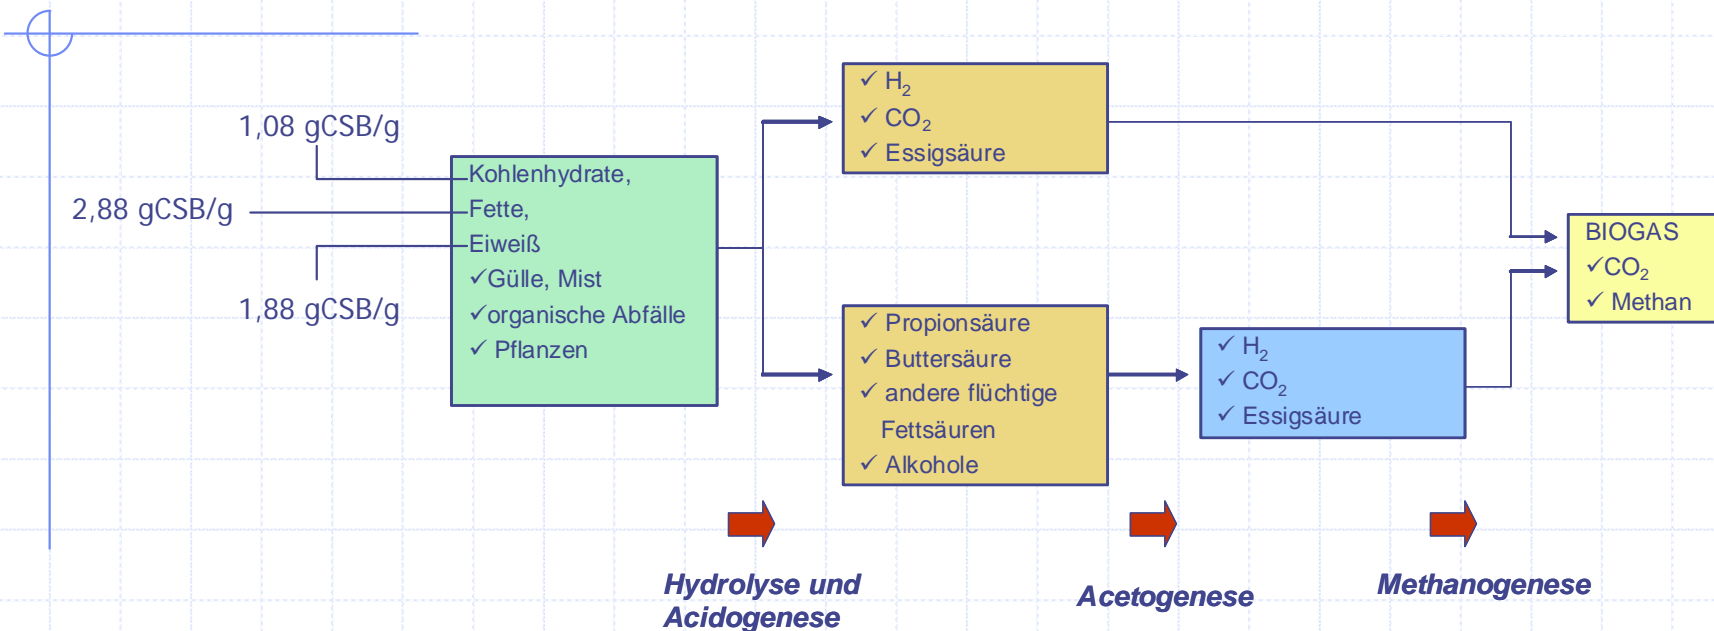 1,08 gCSB/g
2,88 gCSB/g
1,88 gCSB/g
Kohlenhydrate,
Fette,
Eiweiß
✓Gülle, Mist
✓organische Abfälle
✓ Pflanzen
✓ H₂
✓ CO₂
✓ Essigsäure
✓ Propionsäure
✓ Buttersäure
✓ andere flüchtige
Fettsäuren
✓ Alkohole
✓ H₂
✓ CO₂
✓ Essigsäure
BIOGAS
✓CO₂
✓ Methan
Hydrolyse und
Acidogenese
Acetogenese
Methanogenese